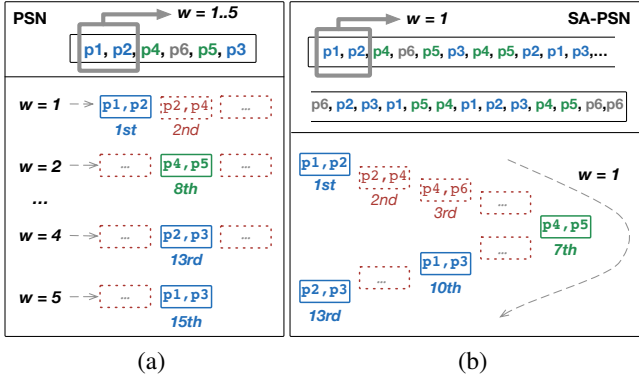 PSN
w = 1..5
p1, p2, p4, p6, p5, p3
w = 1
p1,p2
p2,p4
...
1st
2nd
w = 2
...
p4,p5
...
8th
...
w = 4
...
p2,p3
...
13rd
w = 5
...
p1,p3
15th
(a)
SA-PSN
w = 1
p1, p2, p4, p6, p5, p3, p4, p5, p2, p1, p3,...
p6, p2, p3, p1, p5, p4, p1, p2, p3, p4, p5, p6,p6
p1,p2
1st
p2,p4
2nd
p4,p6
3rd
...
w = 1
p4,p5
7th
...
p1,p3
10th
...
p2,p3
13rd
(b)